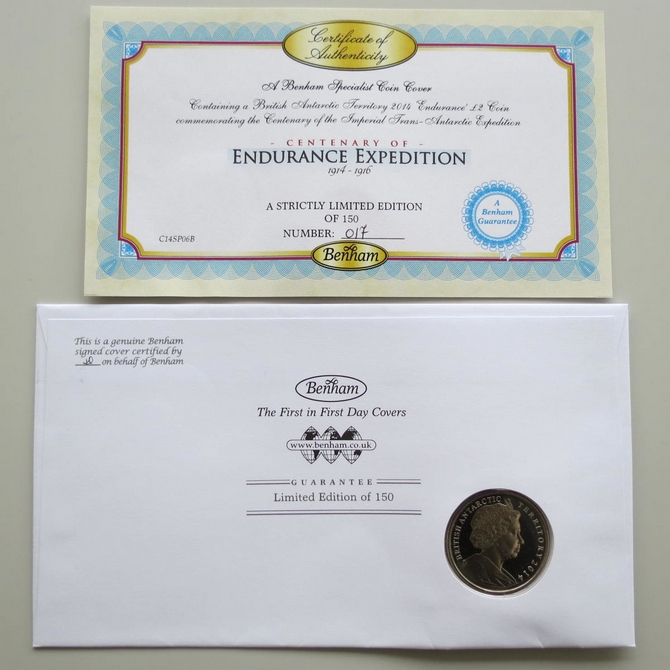 Certificate of
Authenticity
A Benham Specialist Coin Cover
Containing a British Antarctic Territory 2014 Endurance' £2 Coin
commemorating the Centenary of the Imperial Trans-Antarctic Expedition
- CENTENARY OF -
ENDURANCE EXPEDITION
1914 - 1916
A STRICTLY LIMITED EDITION
OF 150
NUMBER: 017
C14SP06B
A
Benham
Guarantee
Benham
This is a genuine Benham
signed cover certified by
on behalf of Benham
Benham
The First in First Day Covers
www.benham.co.uk
GUARANTEE
Limited Edition of 150
BRITISH ANTARCTIC TERRITORY 2014